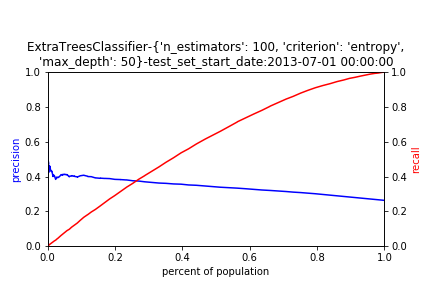 ExtraTreesClassifier-{'n_estimators': 100, 'criterion': 'entropy',
'max_depth': 50}-test_set_start_date:2013-07-01 00:00:00
1.0
0.8
0.6
0.4
0.2
0.0
precision
1.0
0.8
0.6
0.4
0.2
0.0
recall
0.0 0.2 0.4 0.6 0.8 1.0
percent of population